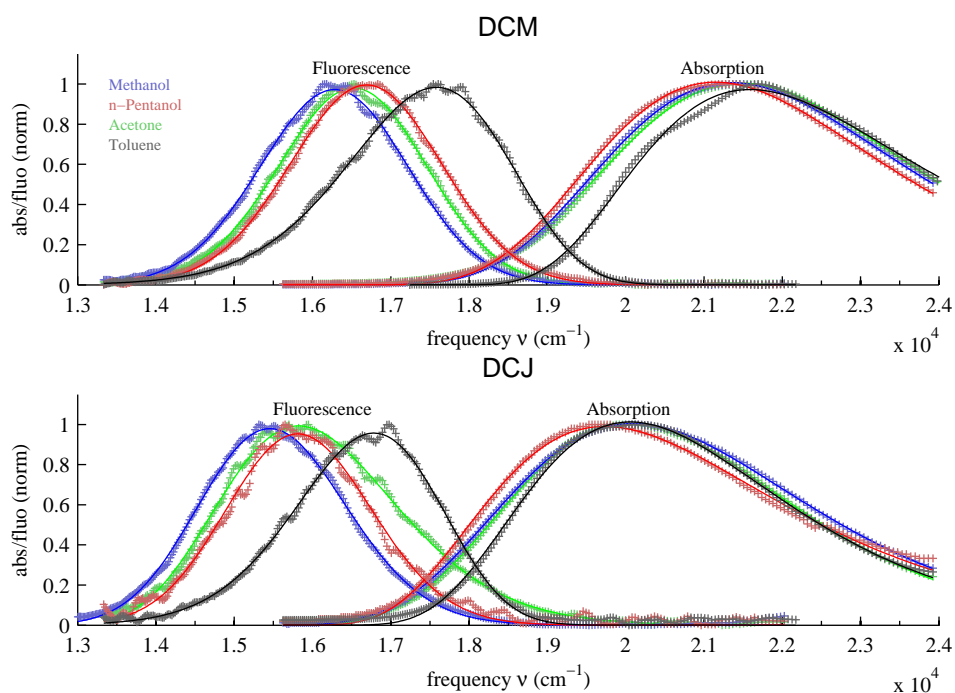 DCM
Fluorescence
Absorption
Methanol
n−Pentanol
Acetone
Toluene
abs/fluo (norm)
1
0.8
0.6
0.4
0.2
0
1.3 1.4 1.5 1.6 1.7 1.8 1.9 2 2.1 2.2 2.3 2.4
frequency ν (cm⁻¹)
x 10⁴
DCJ
Fluorescence
Absorption
abs/fluo (norm)
1
0.8
0.6
0.4
0.2
0
1.3 1.4 1.5 1.6 1.7 1.8 1.9 2 2.1 2.2 2.3 2.4
frequency ν (cm⁻¹)
x 10⁴